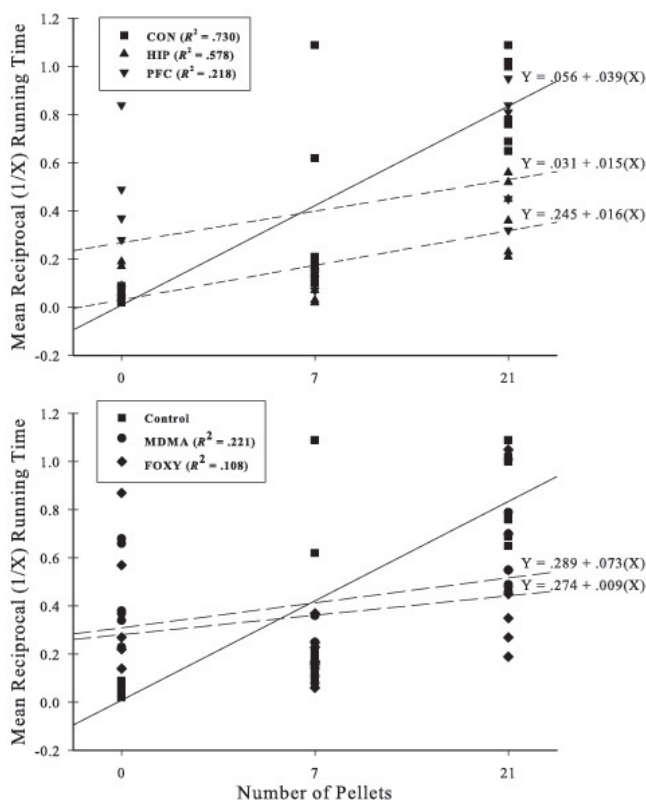 1.2
CON (R² = .730)
HIP (R² = .578)
PFC (R² = .218)
1.0
Y = .056 + .039(X)
0.8
0.6
Y = .031 + .015(X)
0.4
Y = .245 + .016(X)
0.2
0.0
-0.2
0 7 21
Mean Reciprocal (1/X) Running Time
1.2
Control
MDMA (R² = .221)
FOXY (R² = .108)
1.0
0.8
0.6
Y = .289 + .073(X)
Y = .274 + .009(X)
0.4
0.2
0.0
-0.2
0 7 21
Mean Reciprocal (1/X) Running Time
Number of Pellets